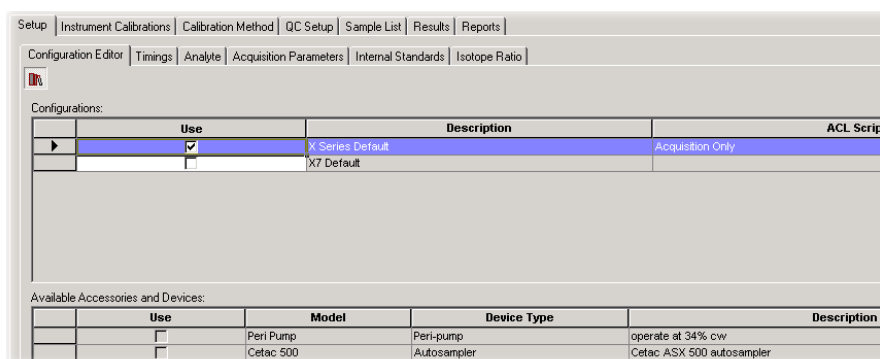 Setup Instrument Calibrations Calibration Method QC Setup Sample List Results Reports
Configuration Editor Timings Analyte Acquisition Parameters Internal Standards Isotope Ratio
Configurations:
Use Description ACL Scrip
X Series Default Acquisition Only
X7 Default
Available Accessories and Devices:
Use Model Device Type Description
Peri Pump Peri-pump operate at 34% cw
Cetac 500 Autosampler Cetac ASX 500 autosampler